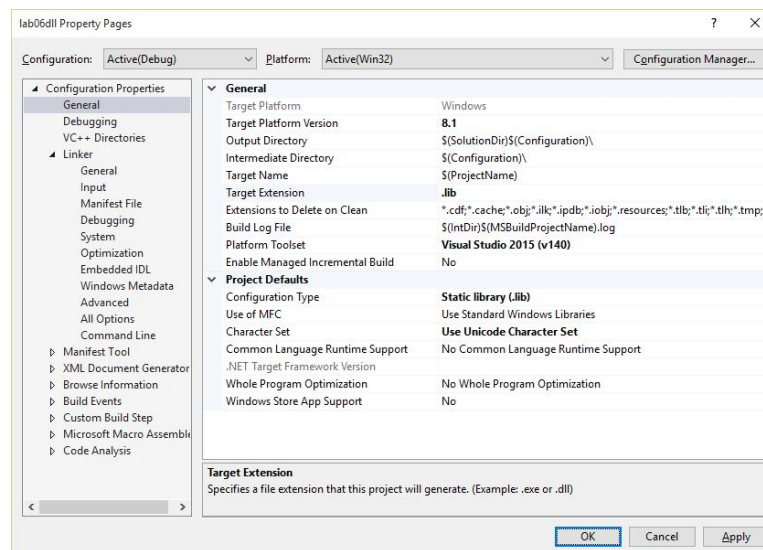 lab06dll Property Pages ? ×
Configuration: Active(Debug) Platform: Active(Win32) Configuration Manager...
Configuration Properties
General
Debugging
VC++ Directories
Linker
General
Input
Manifest File
Debugging
System
Optimization
Embedded IDL
Windows Metadata
Advanced
All Options
Command Line
Manifest Tool
XML Document Generator
Browse Information
Build Events
Custom Build Step
Microsoft Macro Assemble
Code Analysis
General
Target Platform Windows
Target Platform Version 8.1
Output Directory $(SolutionDir)$(Configuration)\
Intermediate Directory $(Configuration)\
Target Name $(ProjectName)
Target Extension .lib
Extensions to Delete on Clean *.cdf;*.cache;*.obj;*.ilk;*.ipdb;*.iobj;*.resources;*.tlb;*.tli;*.tlh;*.tmp;
Build Log File $(IntDir)$(MSBuildProjectName).log
Platform Toolset Visual Studio 2015 (v140)
Enable Managed Incremental Build No
Project Defaults
Configuration Type Static library (.lib)
Use of MFC Use Standard Windows Libraries
Character Set Use Unicode Character Set
Common Language Runtime Support No Common Language Runtime Support
.NET Target Framework Version
Whole Program Optimization No Whole Program Optimization
Windows Store App Support No
Target Extension
Specifies a file extension that this project will generate. (Example: .exe or .dll)
OK Cancel Apply